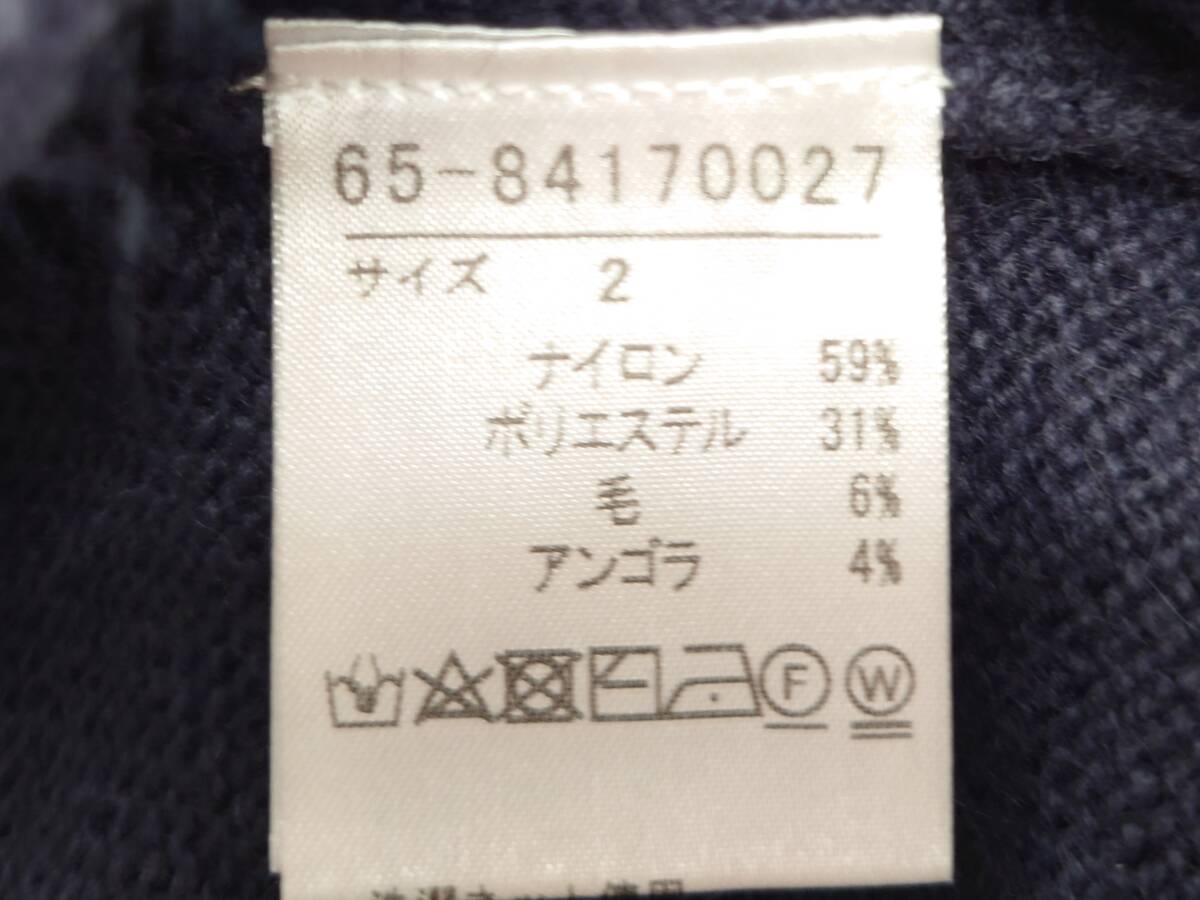 65-84170027
サイズ 2
ナイロン 59%
ポリエステル 31%
毛 6%
アンゴラ 4%
F W